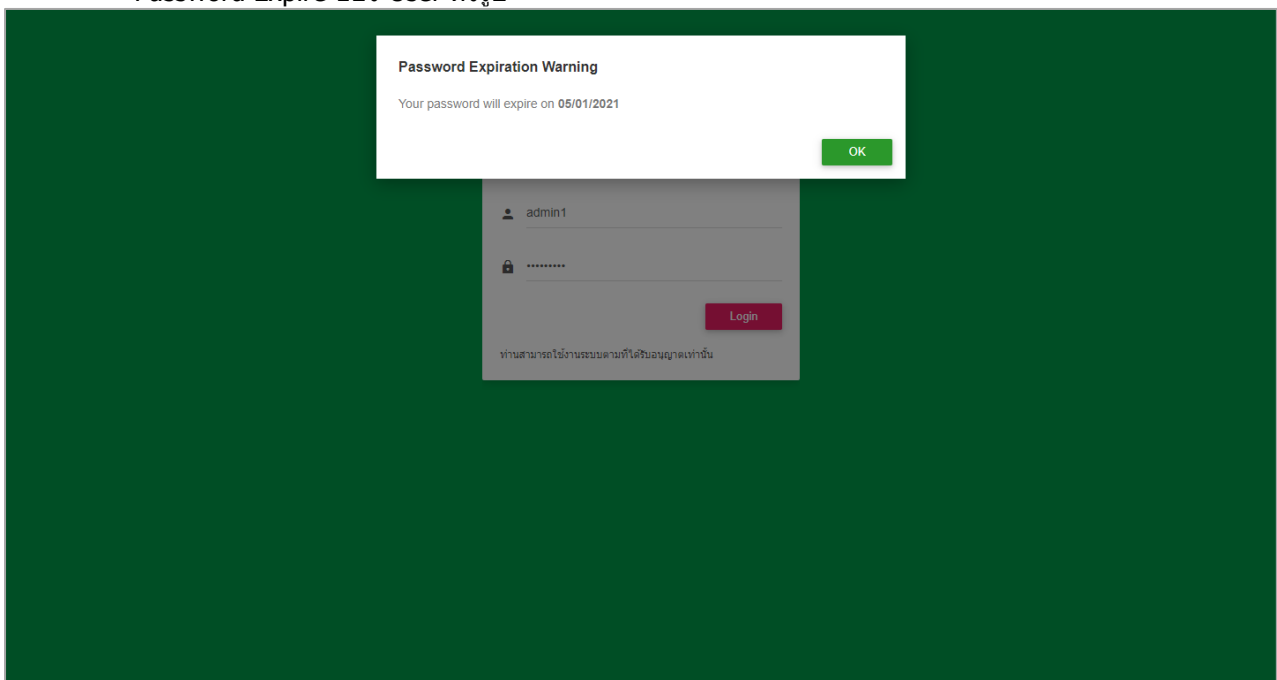 Password Expiration Warning
Your password will expire on 05/01/2021
OK
admin1
Login
ท่านสามารถใช้งานระบบตามที่ได้รับอนุญาตเท่านั้น